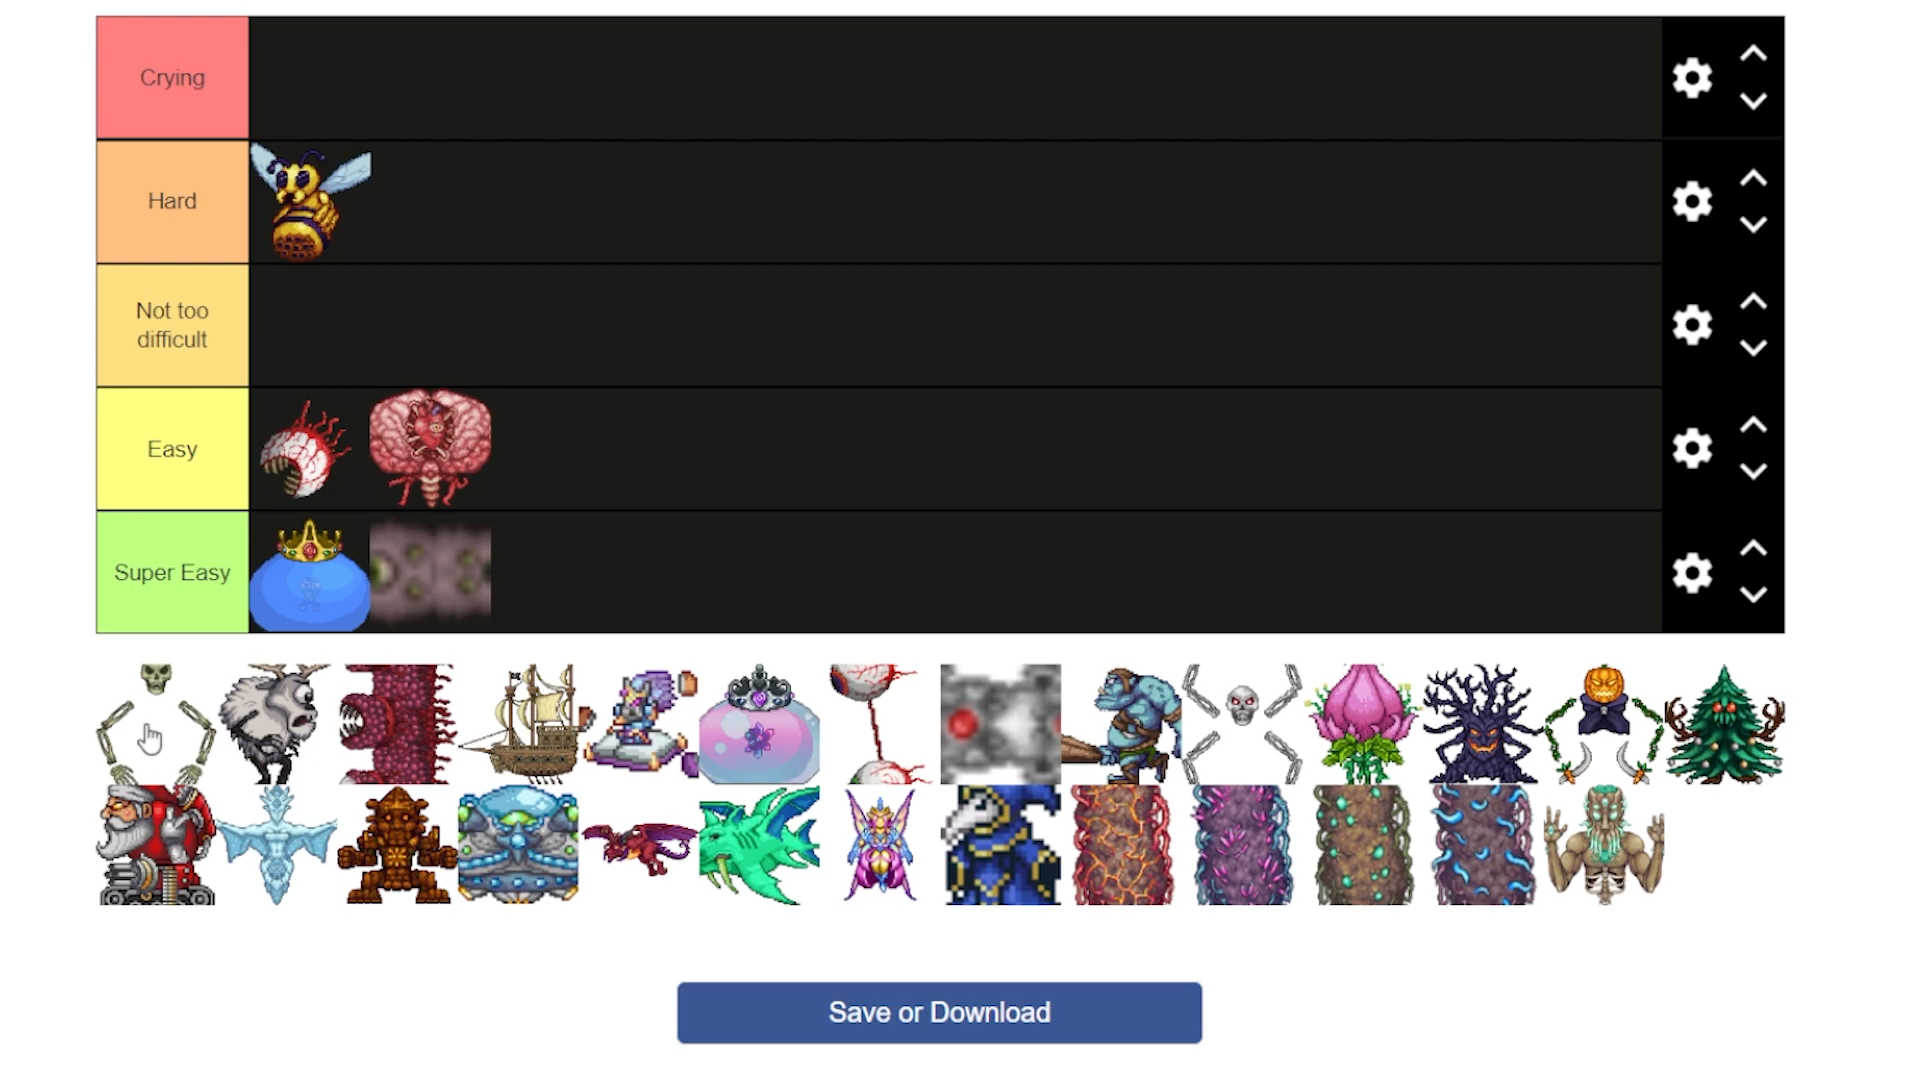 Crying
Hard
Not too
difficult
Easy
Super Easy
Save or Download